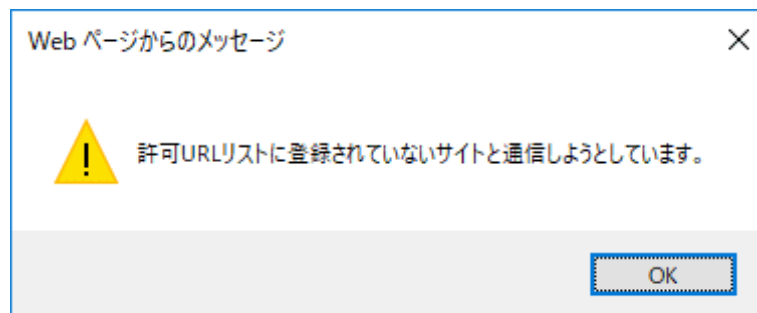 Web ページからのメッセージ
許可URLリストに登録されていないサイトと通信しようとしています。
OK